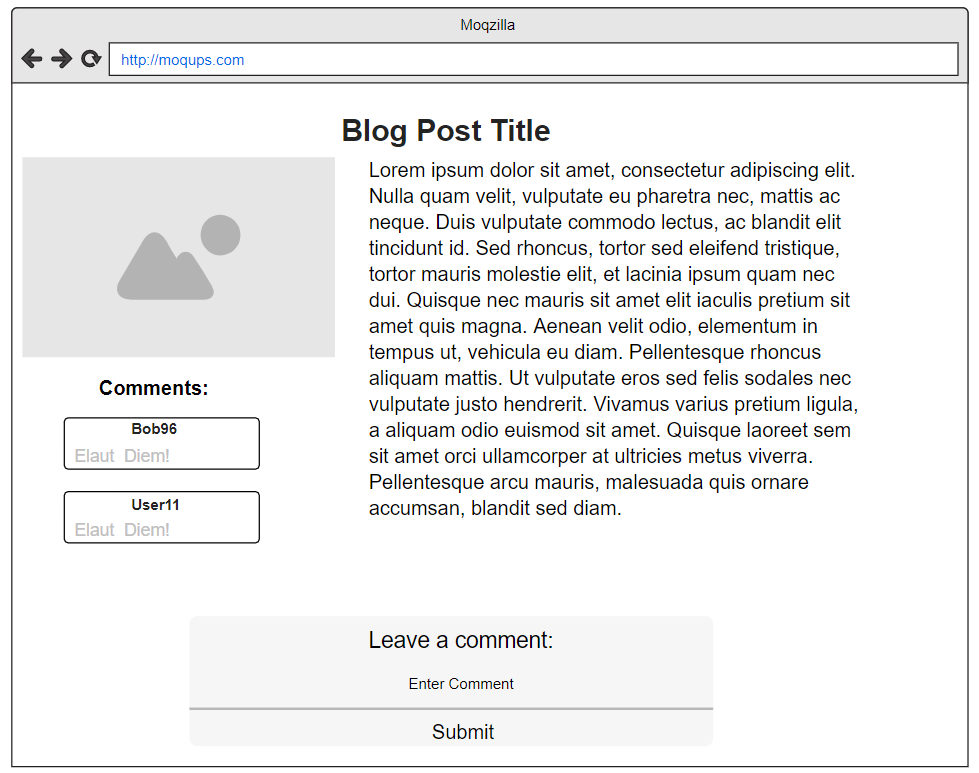 Moqzilla
http://moqups.com
Blog Post Title
Lorem ipsum dolor sit amet, consectetur adipiscing elit.
Nulla quam velit, vulputate eu pharetra nec, mattis ac
neque. Duis vulputate commodo lectus, ac blandit elit
tincidunt id. Sed rhoncus, tortor sed eleifend tristique,
tortor mauris molestie elit, et lacinia ipsum quam nec
dui. Quisque nec mauris sit amet elit iaculis pretium sit
amet quis magna. Aenean velit odio, elementum in
tempus ut, vehicula eu diam. Pellentesque rhoncus
aliquam mattis. Ut vulputate eros sed felis sodales nec
vulputate justo hendrerit. Vivamus varius pretium ligula,
a aliquam odio euismod sit amet. Quisque laoreet sem
sit amet orci ullamcorper at ultricies metus viverra.
Pellentesque arcu mauris, malesuada quis ornare
accumsan, blandit sed diam.
Comments:
Bob96
Elaut Diem!
User11
Elaut Diem!
Leave a comment:
Enter Comment
Submit